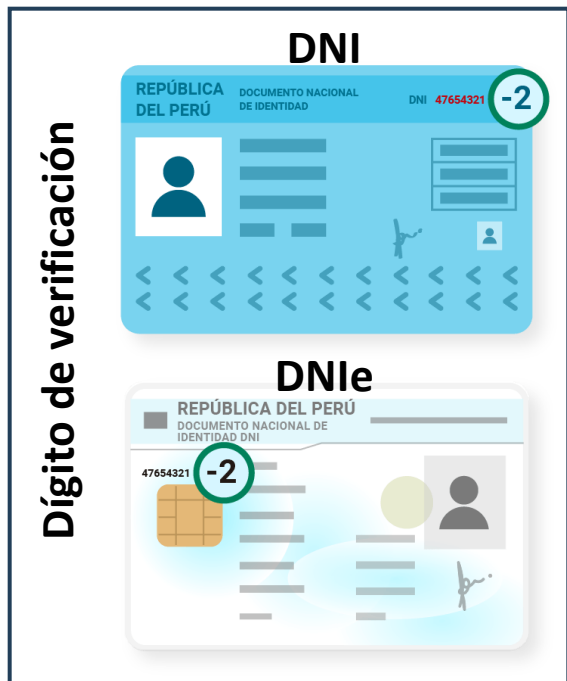 Dígito de verificación
DNI
REPÚBLICA
DEL PERÚ
DOCUMENTO NACIONAL
DE IDENTIDAD
DNI 47654321 -2
DNIe
REPÚBLICA DEL PERÚ
DOCUMENTO NACIONAL DE
IDENTIDAD DNI
47654321 -2